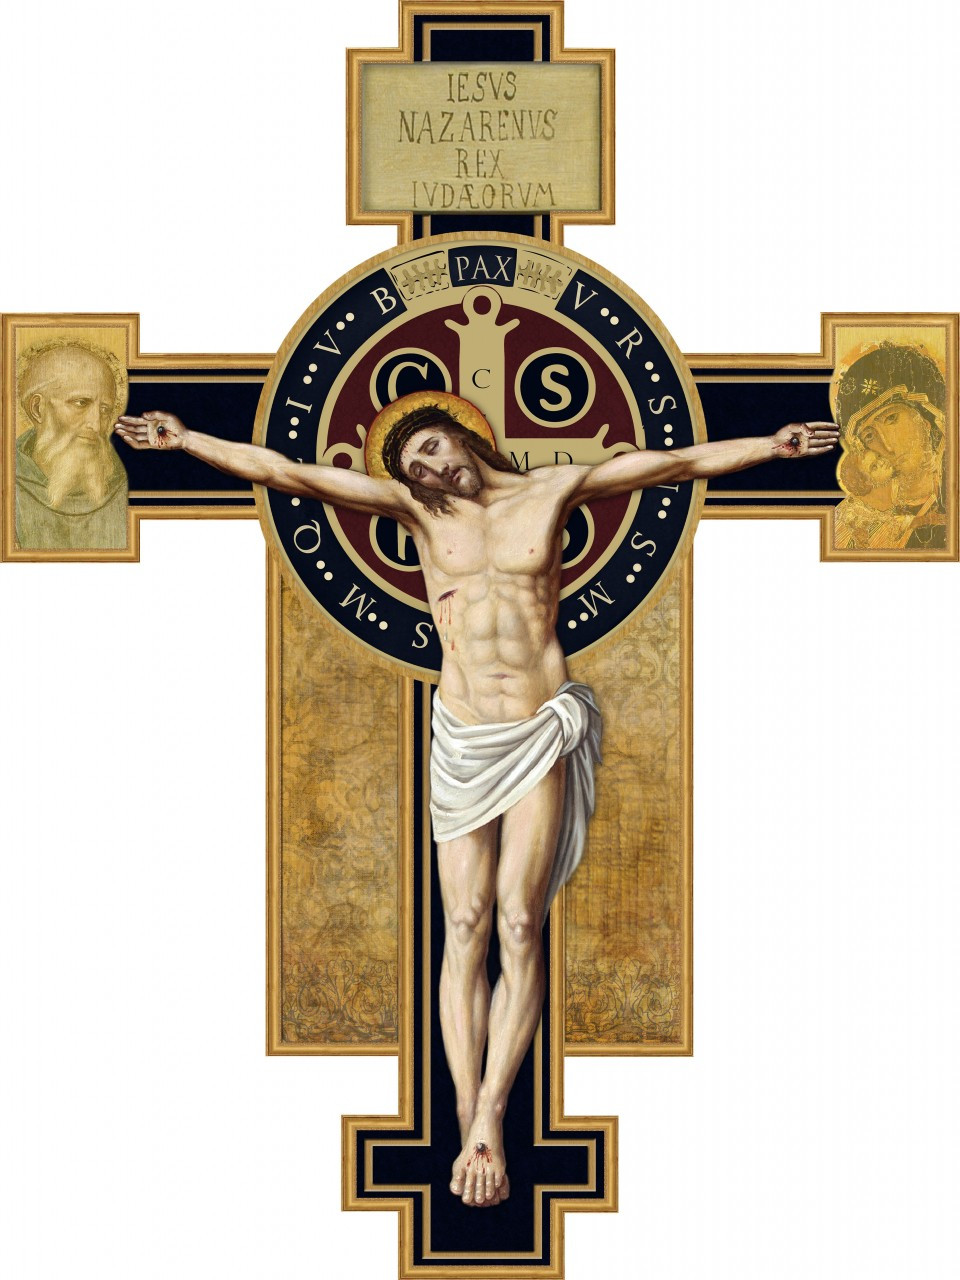 IESVS
NAZARENVS
REX
IVDÆORVM
PAX
V R S
S M
S M Q
I V B
C S
C
M D